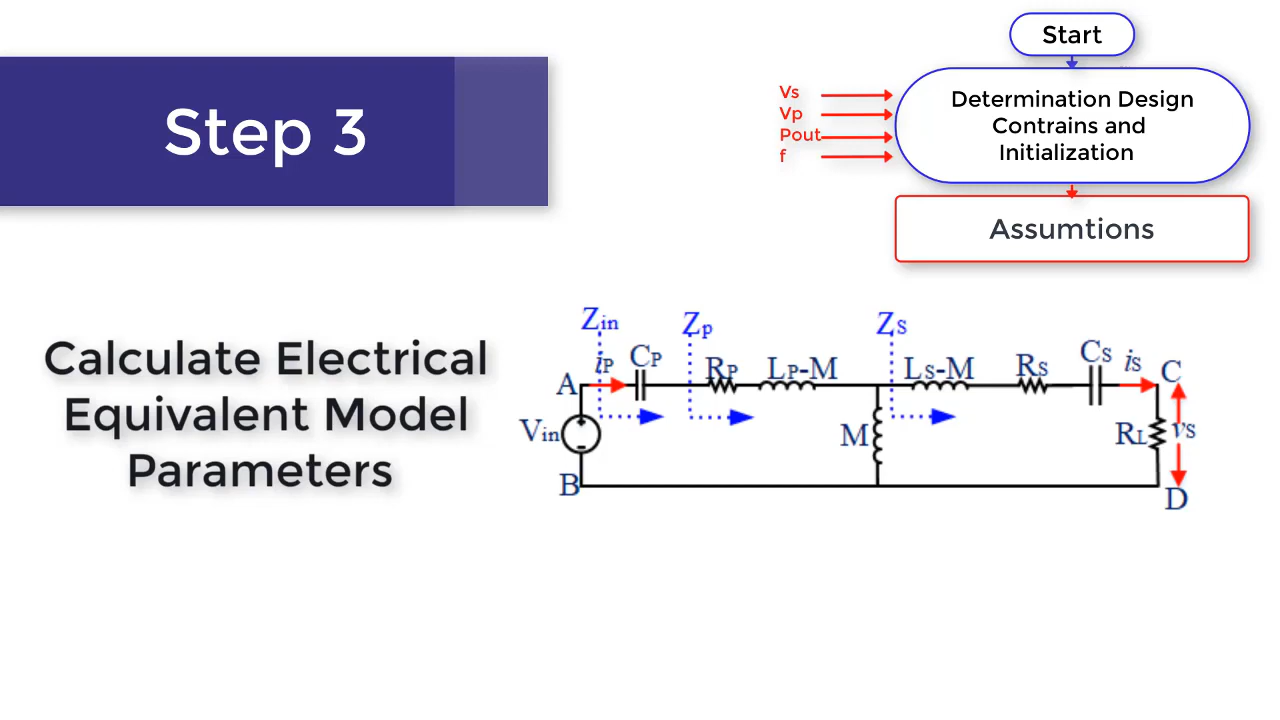 Start
Step 3
Vs
Vp
Pout
f
Determination Design
Contrains and
Initialization
Assumtions
Calculate Electrical
Equivalent Model
Parameters
Zin
Zp
Zs
A
iP
CP
RP
LP-M
LS-M
RS
CS
iS
C
Vin
M
RL
vs
B
D